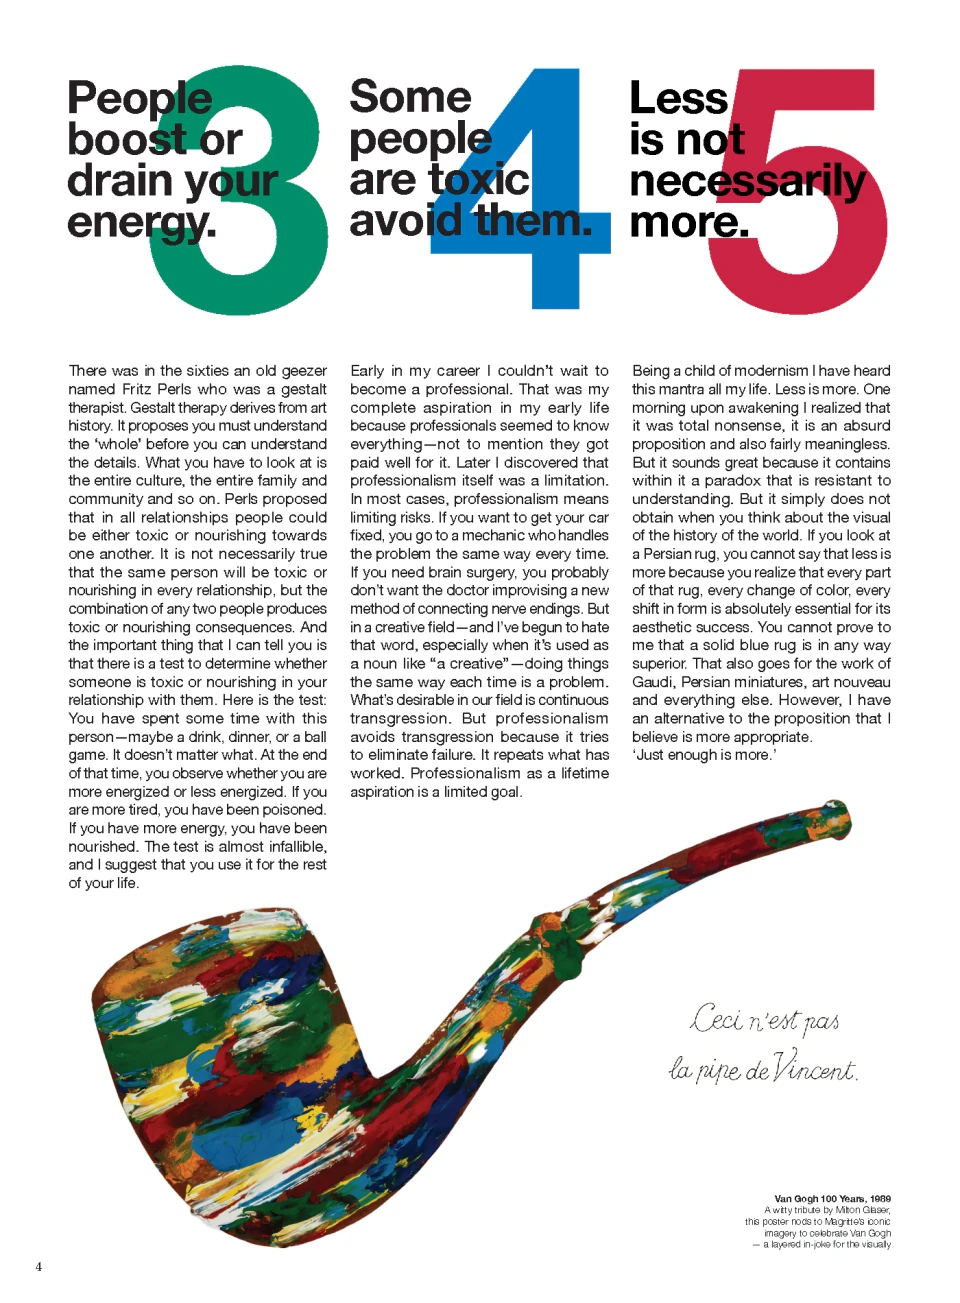 3
People
boost or
drain your
energy.
There was in the sixties an old geezer
named Fritz Perls who was a gestalt
therapist. Gestalt therapy derives from art
history. It proposes you must understand
the ‘whole’ before you can understand
the details. What you have to look at is
the entire culture, the entire family and
community and so on. Perls proposed
that in all relationships people could
be either toxic or nourishing towards
one another. It is not necessarily true
that the same person will be toxic or
nourishing in every relationship, but the
combination of any two people produces
toxic or nourishing consequences. And
the important thing that I can tell you is
that there is a test to determine whether
someone is toxic or nourishing in your
relationship with them. Here is the test:
You have spent some time with this
person—maybe a drink, dinner, or a ball
game. It doesn’t matter what. At the end
of that time, you observe whether you are
more energized or less energized. If you
are more tired, you have been poisoned.
If you have more energy, you have been
nourished. The test is almost infallible,
and I suggest that you use it for the rest
of your life.
4
Some
people
are toxic
avoid them.
Early in my career I couldn’t wait to
become a professional. That was my
complete aspiration in my early life
because professionals seemed to know
everything—not to mention they got
paid well for it. Later I discovered that
professionalism itself was a limitation.
In most cases, professionalism means
limiting risks. If you want to get your car
fixed, you go to a mechanic who handles
the problem the same way every time.
If you need brain surgery, you probably
don’t want the doctor improvising a new
method of connecting nerve endings. But
in a creative field—and I’ve begun to hate
that word, especially when it’s used as
a noun like “a creative”—doing things
the same way each time is a problem.
What’s desirable in our field is continuous
transgression. But professionalism
avoids transgression because it tries
to eliminate failure. It repeats what has
worked. Professionalism as a lifetime
aspiration is a limited goal.
5
Less
is not
necessarily
more.
Being a child of modernism I have heard
this mantra all my life. Less is more. One
morning upon awakening I realized that
it was total nonsense, it is an absurd
proposition and also fairly meaningless.
But it sounds great because it contains
within it a paradox that is resistant to
understanding. But it simply does not
obtain when you think about the visual
of the history of the world. If you look at
a Persian rug, you cannot say that less is
more because you realize that every part
of that rug, every change of color, every
shift in form is absolutely essential for its
aesthetic success. You cannot prove to
me that a solid blue rug is in any way
superior. That also goes for the work of
Gaudi, Persian miniatures, art nouveau
and everything else. However, I have
an alternative to the proposition that I
believe is more appropriate.
‘Just enough is more.’
Ceci n’est pas
la pipe de Vincent.
Van Gogh 100 Years, 1989
A witty tribute by Milton Glaser,
this poster nods to Magritte’s iconic
imagery to celebrate Van Gogh
— a layered in-joke for the visually
4